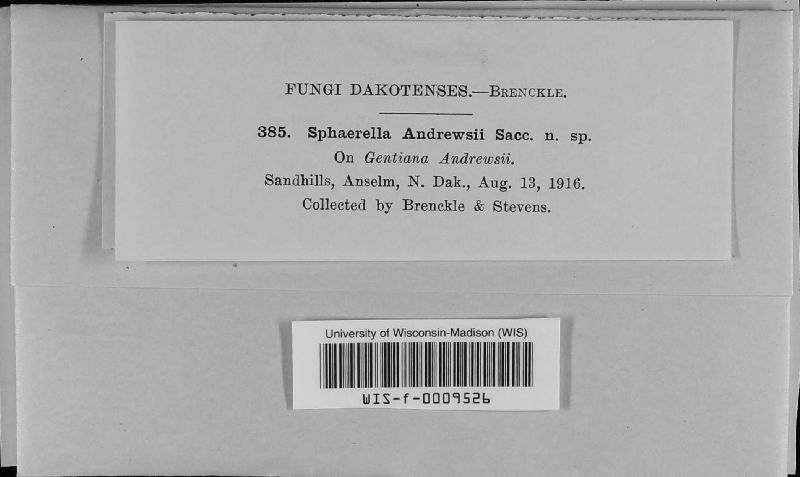 FUNGI DAKOTENSES.—BRENCKLE.
385. Sphaerella Andrewsii Sacc. n. sp.
On Gentiana Andrewsii.
Sandhills, Anselm, N. Dak., Aug. 13, 1916.
Collected by Brenckle & Stevens.
University of Wisconsin-Madison (WIS)
WIS-f-0009526